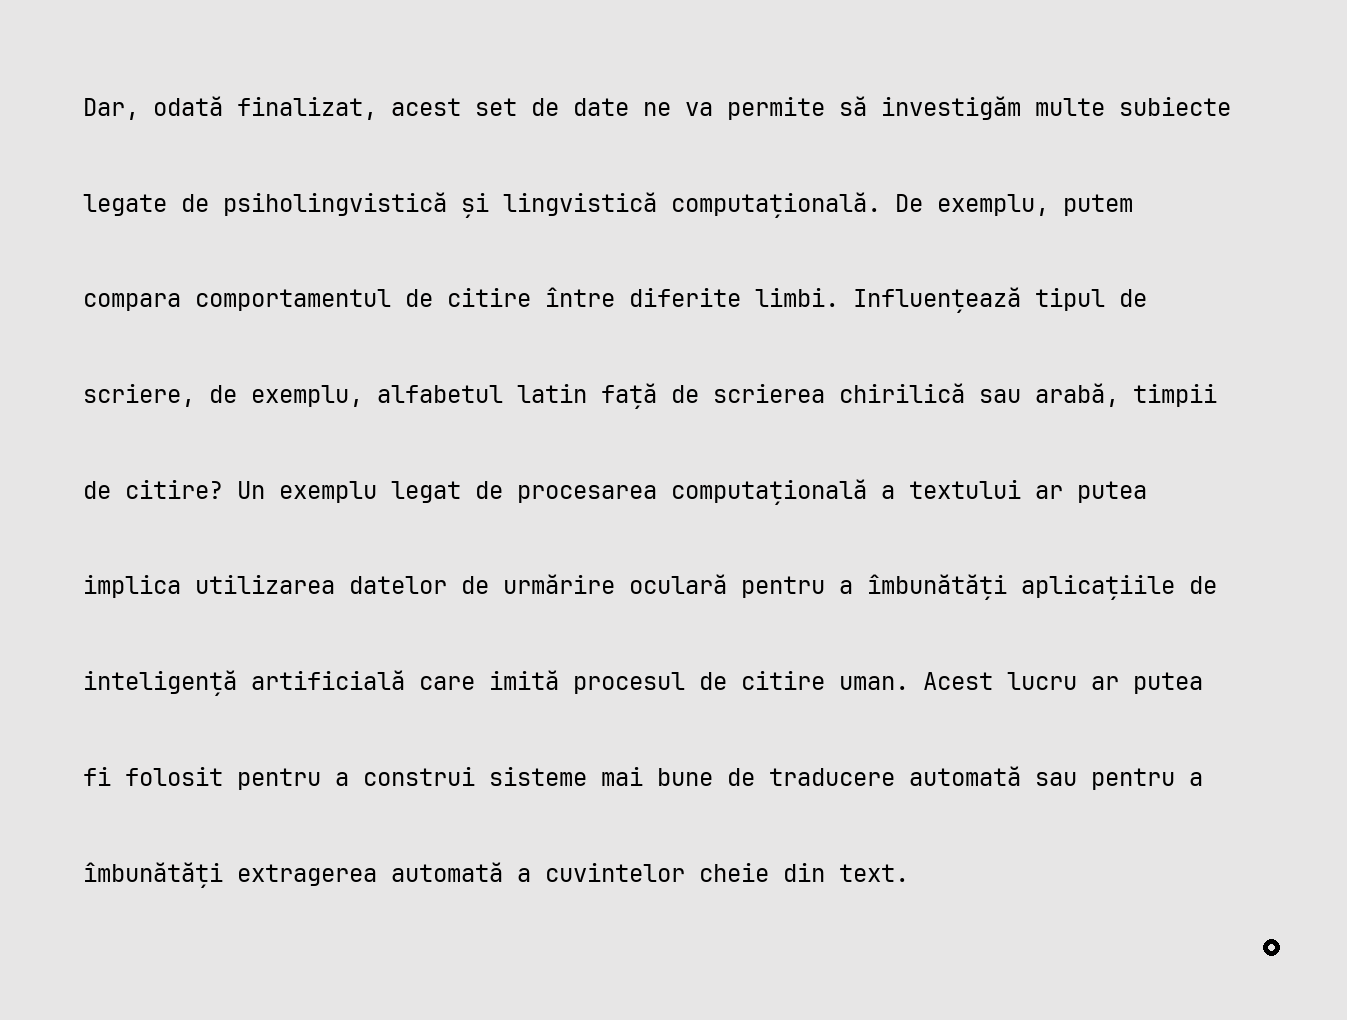 Dar, odată finalizat, acest set de date ne va permite să investigăm multe subiecte
legate de psiholingvistică și lingvistică computațională. De exemplu, putem
compara comportamentul de citire între diferite limbi. Influențează tipul de
scriere, de exemplu, alfabetul latin față de scrierea chirilică sau arabă, timpii
de citire? Un exemplu legat de procesarea computațională a textului ar putea
implica utilizarea datelor de urmărire oculară pentru a îmbunătăți aplicațiile de
inteligență artificială care imită procesul de citire uman. Acest lucru ar putea
fi folosit pentru a construi sisteme mai bune de traducere automată sau pentru a
îmbunătăți extragerea automată a cuvintelor cheie din text.